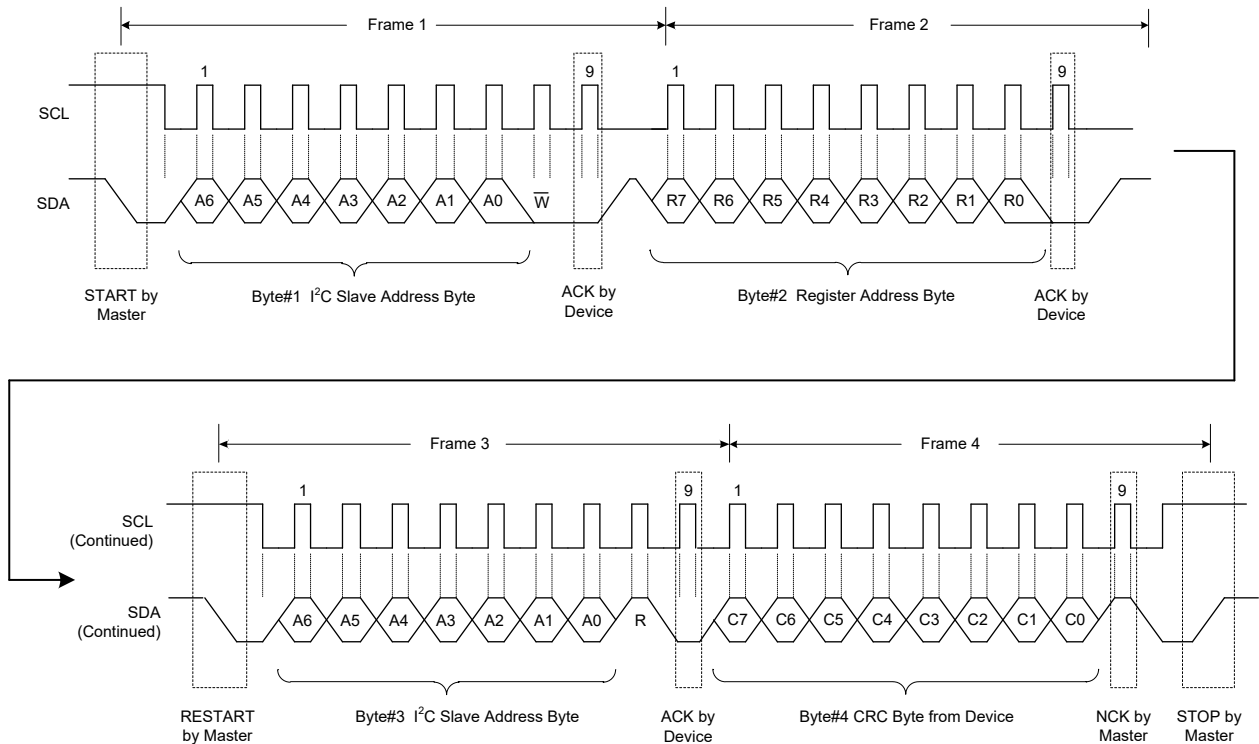 Frame 1 Frame 2
1 9 1 9
SCL
SDA A6 A5 A4 A3 A2 A1 A0 W̅ R7 R6 R5 R4 R3 R2 R1 R0
START by
Master
Byte#1 I²C Slave Address Byte
ACK by
Device
Byte#2 Register Address Byte
ACK by
Device
Frame 3 Frame 4
1 9 1 9
SCL
(Continued)
SDA
(Continued)
A6 A5 A4 A3 A2 A1 A0 R C7 C6 C5 C4 C3 C2 C1 C0
RESTART
by Master
Byte#3 I²C Slave Address Byte
ACK by
Device
Byte#4 CRC Byte from Device
NCK by
Master
STOP by
Master